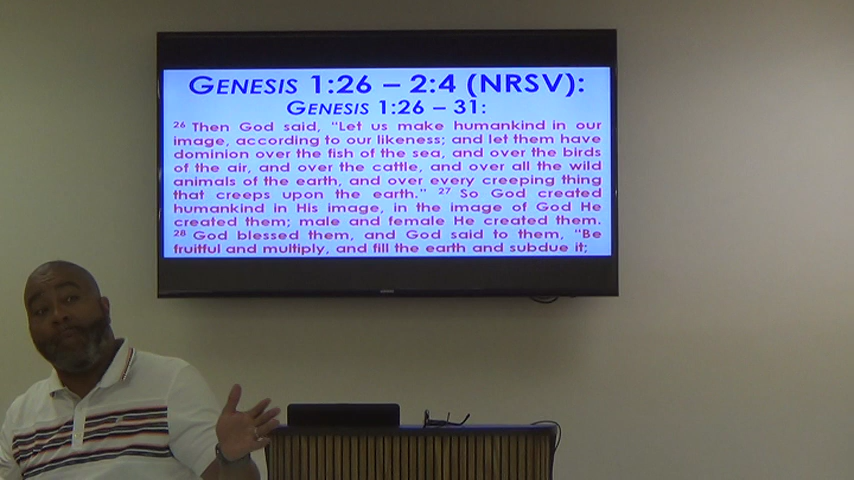 GENESIS 1:26 – 2:4 (NRSV):
GENESIS 1:26 – 31:
26 Then God said, "Let us make humankind in our
image, according to our likeness; and let them have
dominion over the fish of the sea, and over the birds
of the air, and over the cattle, and over all the wild
animals of the earth, and over every creeping thing
that creeps upon the earth." 27 So God created
humankind in His image, in the image of God He
created them; male and female He created them.
28 God blessed them, and God said to them, "Be
fruitful and multiply, and fill the earth and subdue it;